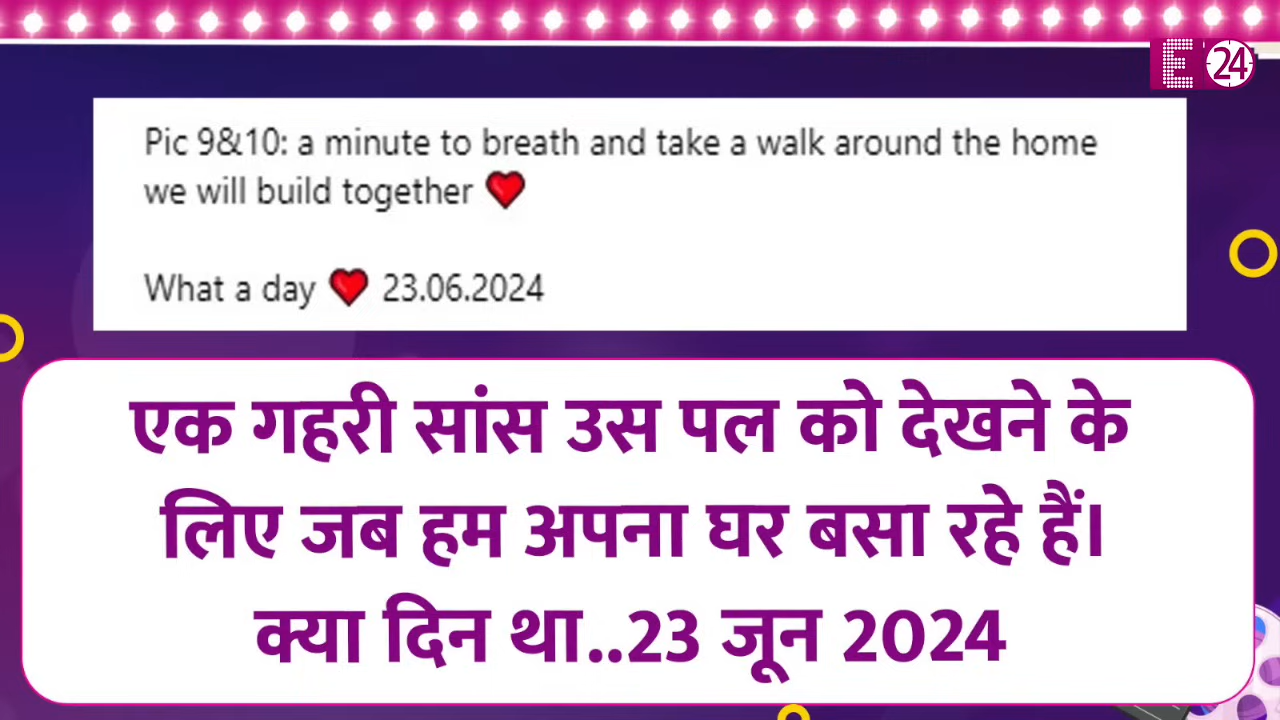 E 24
Pic 9&10: a minute to breath and take a walk around the home
we will build together ❤
What a day ❤ 23.06.2024
एक गहरी सांस उस पल को देखने के
लिए जब हम अपना घर बसा रहे हैं।
क्या दिन था..23 जून 2024